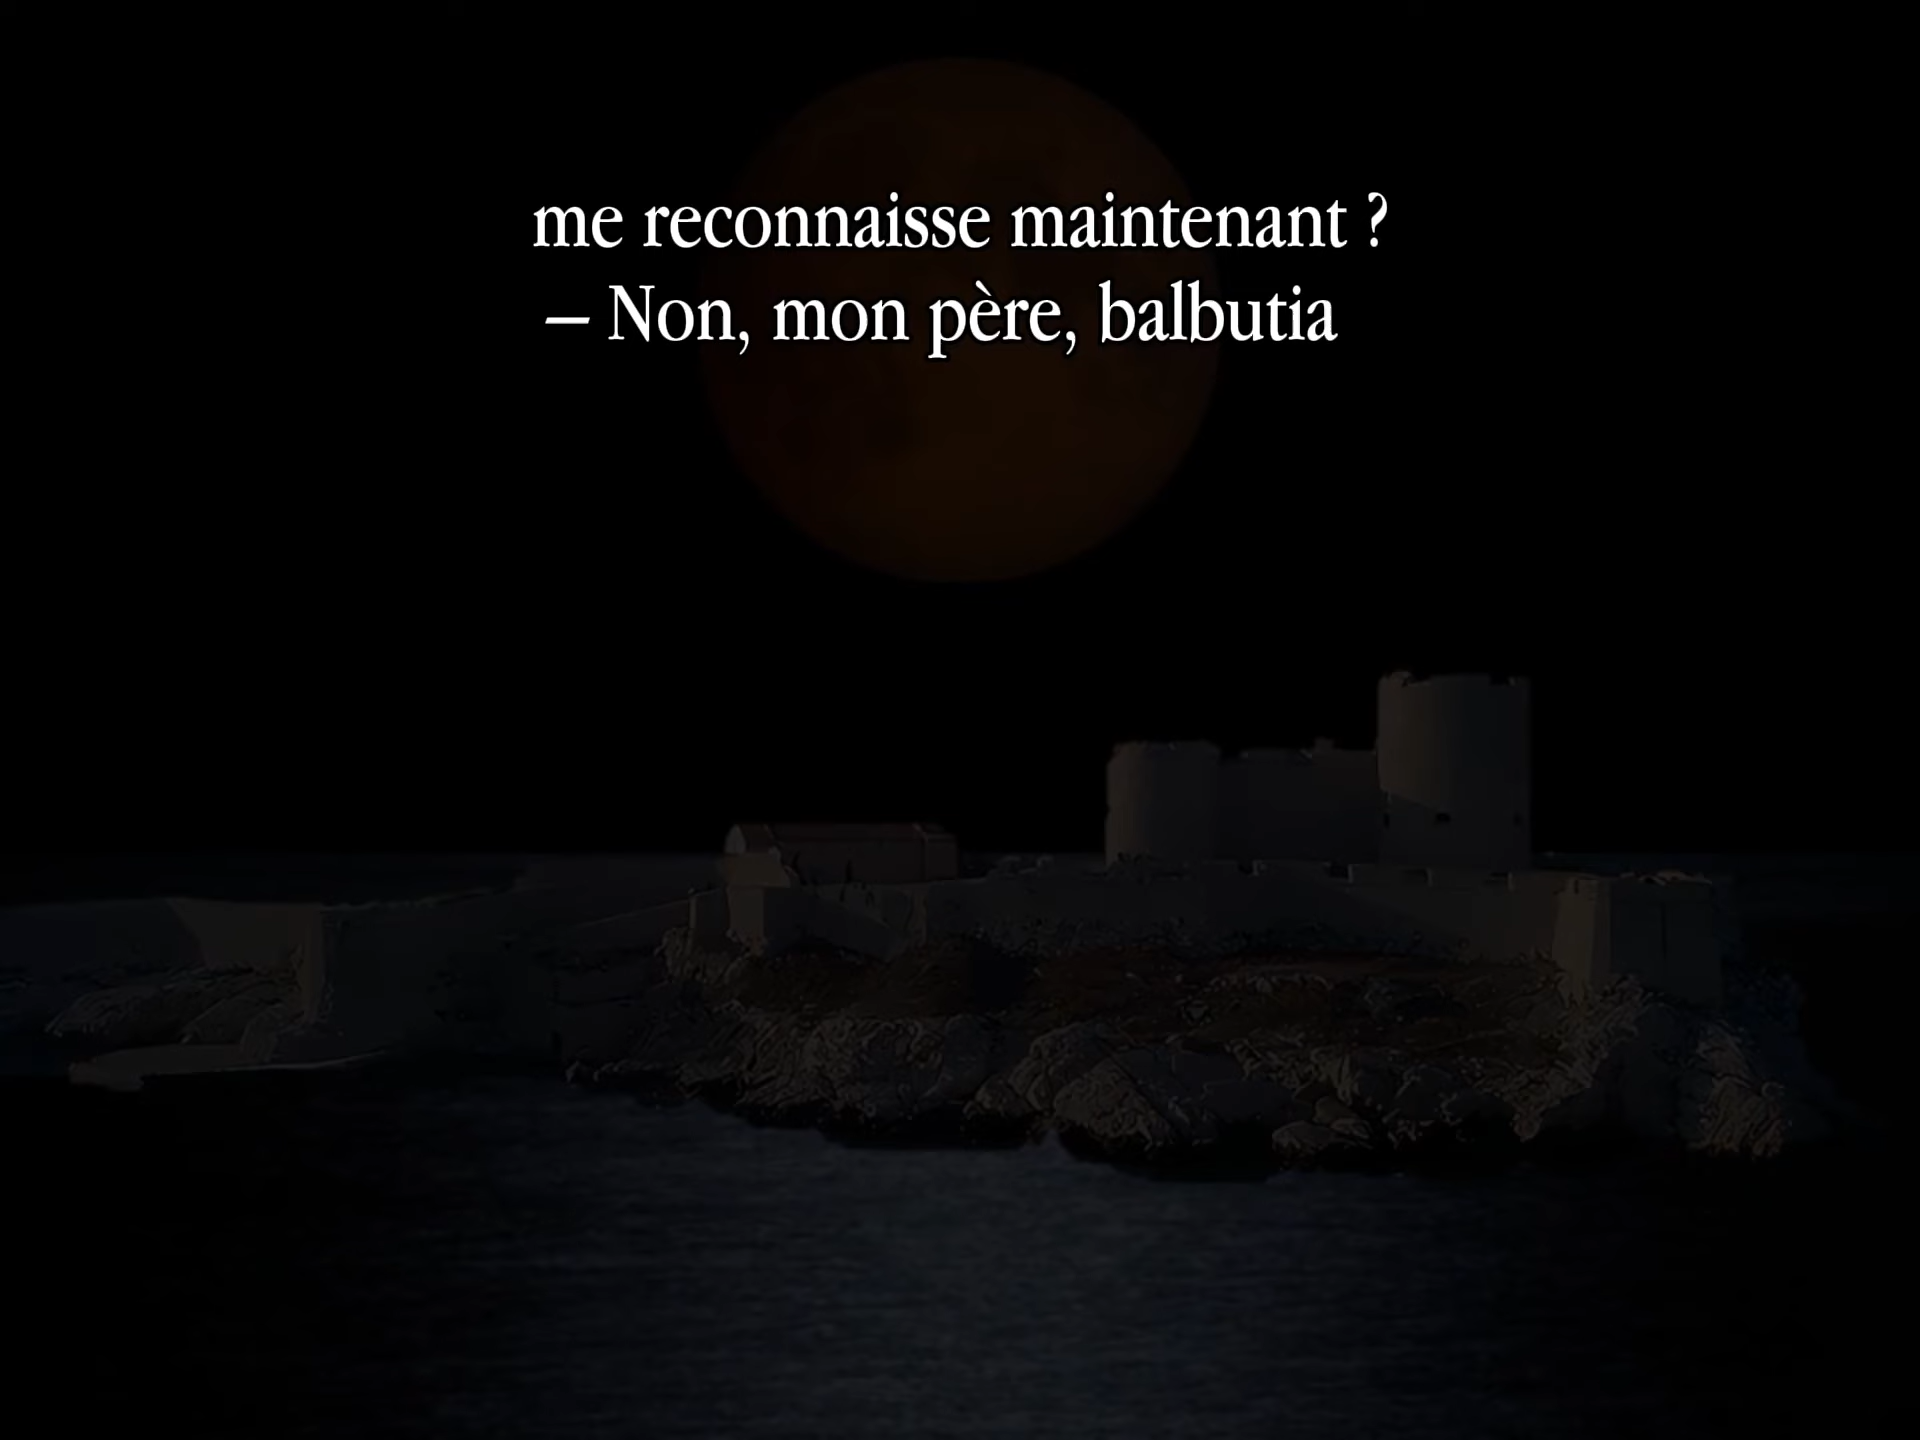 me reconnaisse maintenant ?
– Non, mon père, balbutia